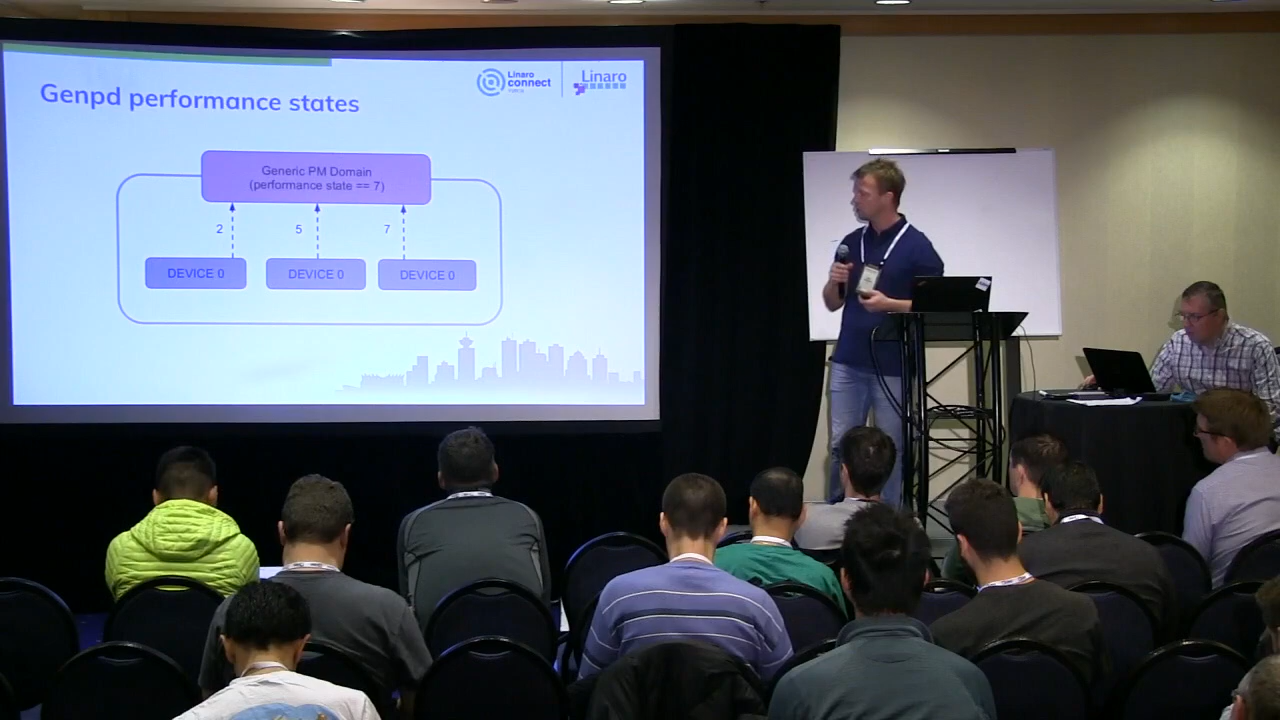 Genpd performance states
Linaro
connect
Linaro
Generic PM Domain
(performance state == 7)
2
5
7
DEVICE 0
DEVICE 0
DEVICE 0